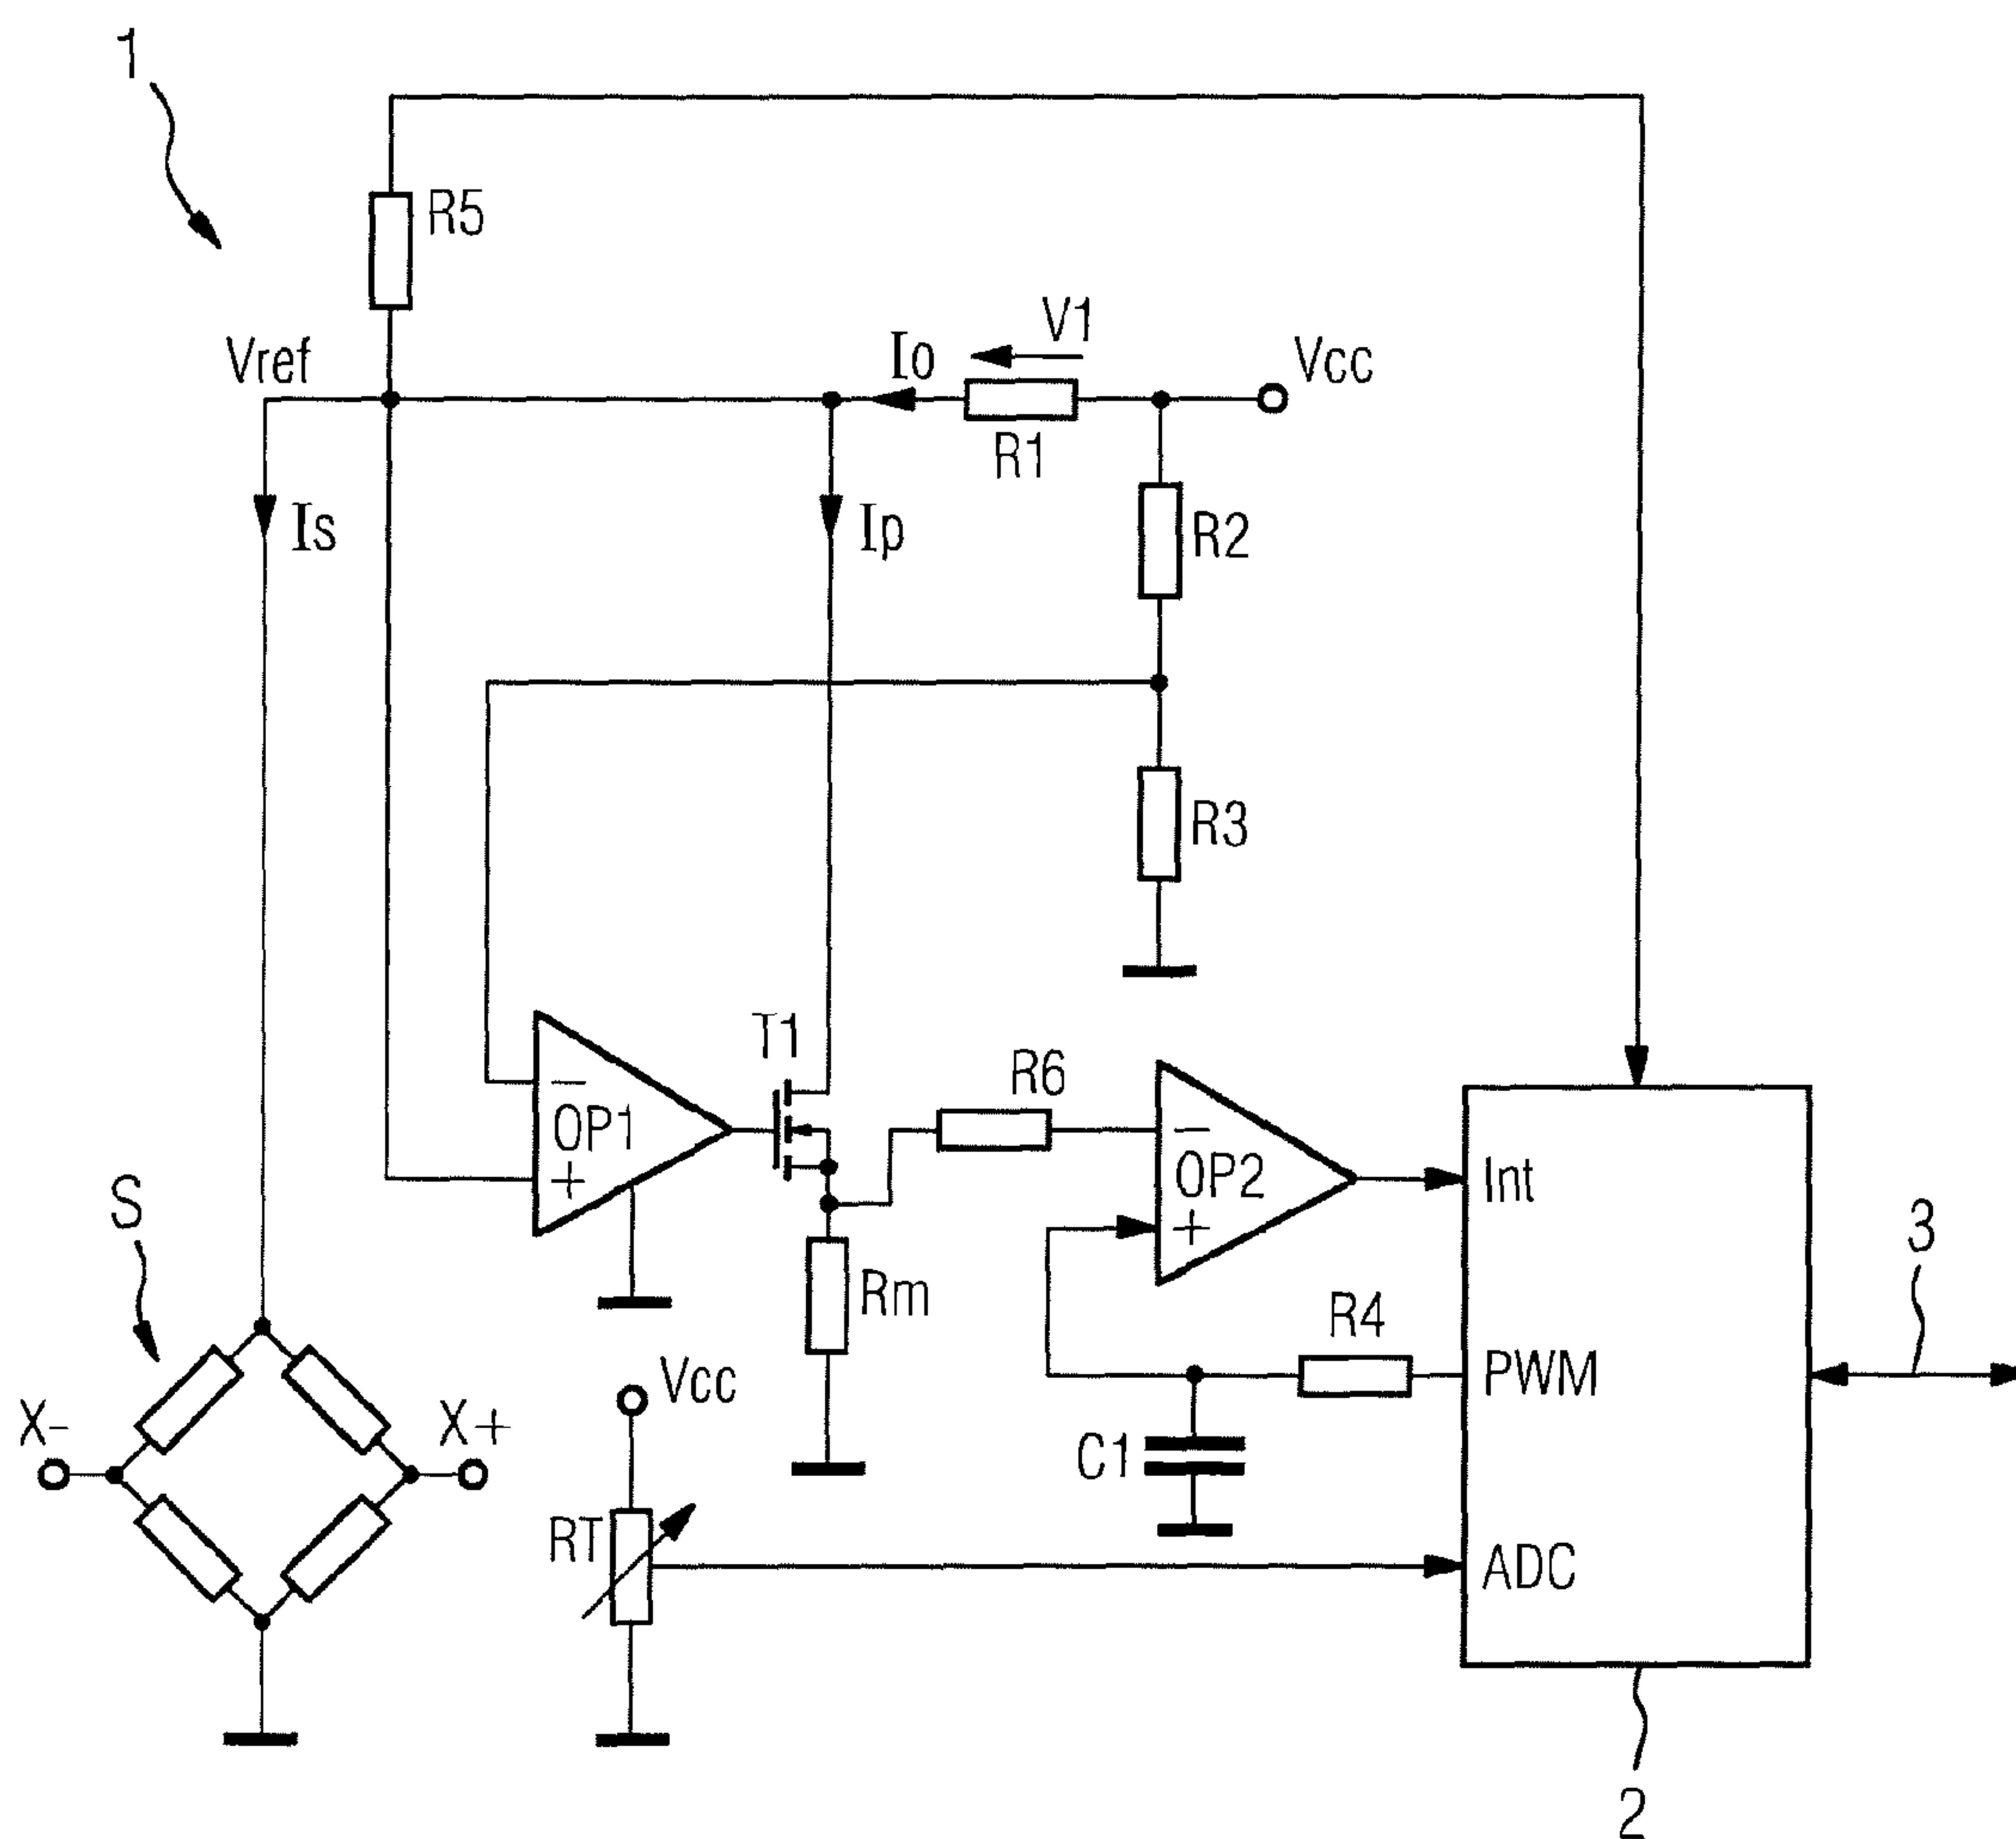 1
R5
V1
Vref
Io
Vcc
R1
Is
Ip
R2
R3
T1
R6
−
OP1
+
−
OP2
+
Int
S
Rm
3
R4
PWM
Vcc
X-
X+
C1
RT
ADC
2